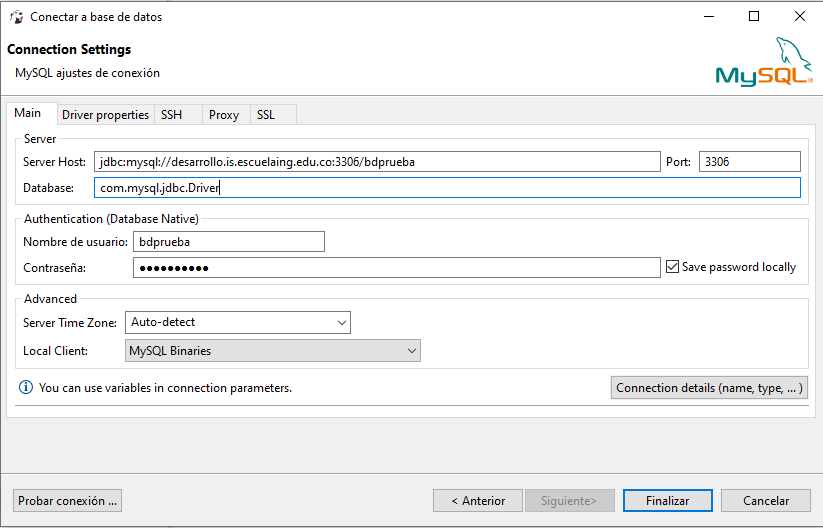 Conectar a base de datos
Connection Settings
MySQL ajustes de conexión
MySQL®
Main Driver properties SSH Proxy SSL
Server
Server Host: jdbc:mysql://desarrollo.is.escuelaing.edu.co:3306/bdprueba Port: 3306
Database: com.mysql.jdbc.Driver
Authentication (Database Native)
Nombre de usuario: bdprueba
Contraseña: ●●●●●●●●●● Save password locally
Advanced
Server Time Zone: Auto-detect
Local Client: MySQL Binaries
You can use variables in connection parameters. Connection details (name, type, ... )
Probar conexión ... < Anterior Siguiente> Finalizar Cancelar